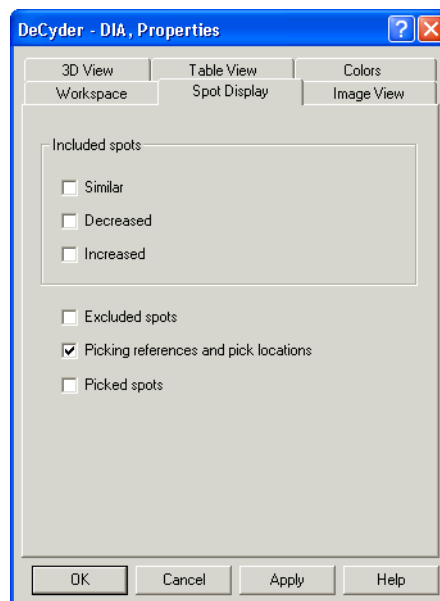 DeCyder - DIA, Properties
3D View Table View Colors
Workspace Spot Display Image View
Included spots
Similar
Decreased
Increased
Excluded spots
Picking references and pick locations
Picked spots
OK Cancel Apply Help